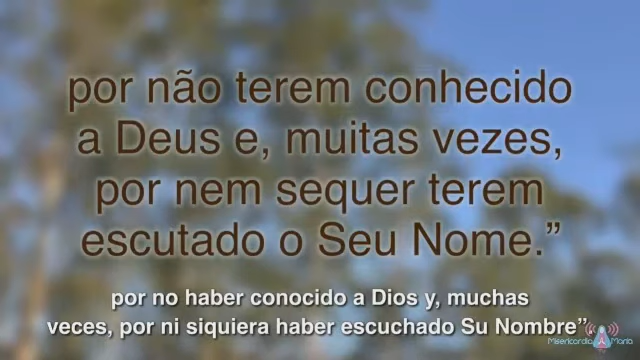 por não terem conhecido
a Deus e, muitas vezes,
por nem sequer terem
escutado o Seu Nome.”
por no haber conocido a Dios y, muchas
veces, por ni siquiera haber escuchado Su Nombre”.
Misericordia Maria